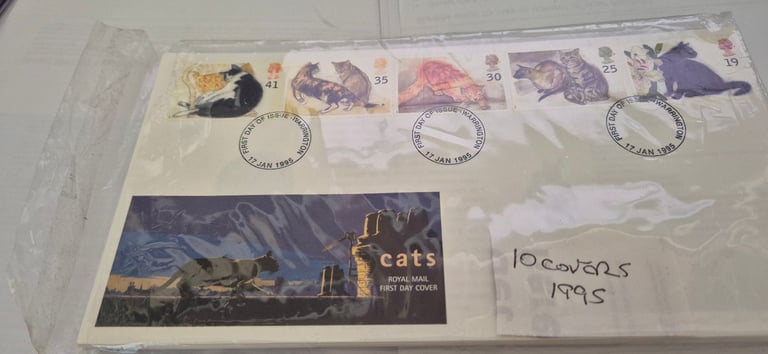 41
35
30
25
19
FIRST DAY OF ISSUE·WARRINGTON
17 JAN 1995
FIRST DAY OF ISSUE·WARRINGTON
17 JAN 1995
FIRST DAY OF ISSUE·WARRINGTON
17 JAN 1995
cats
ROYAL MAIL
FIRST DAY COVER
10 COVERS
1995